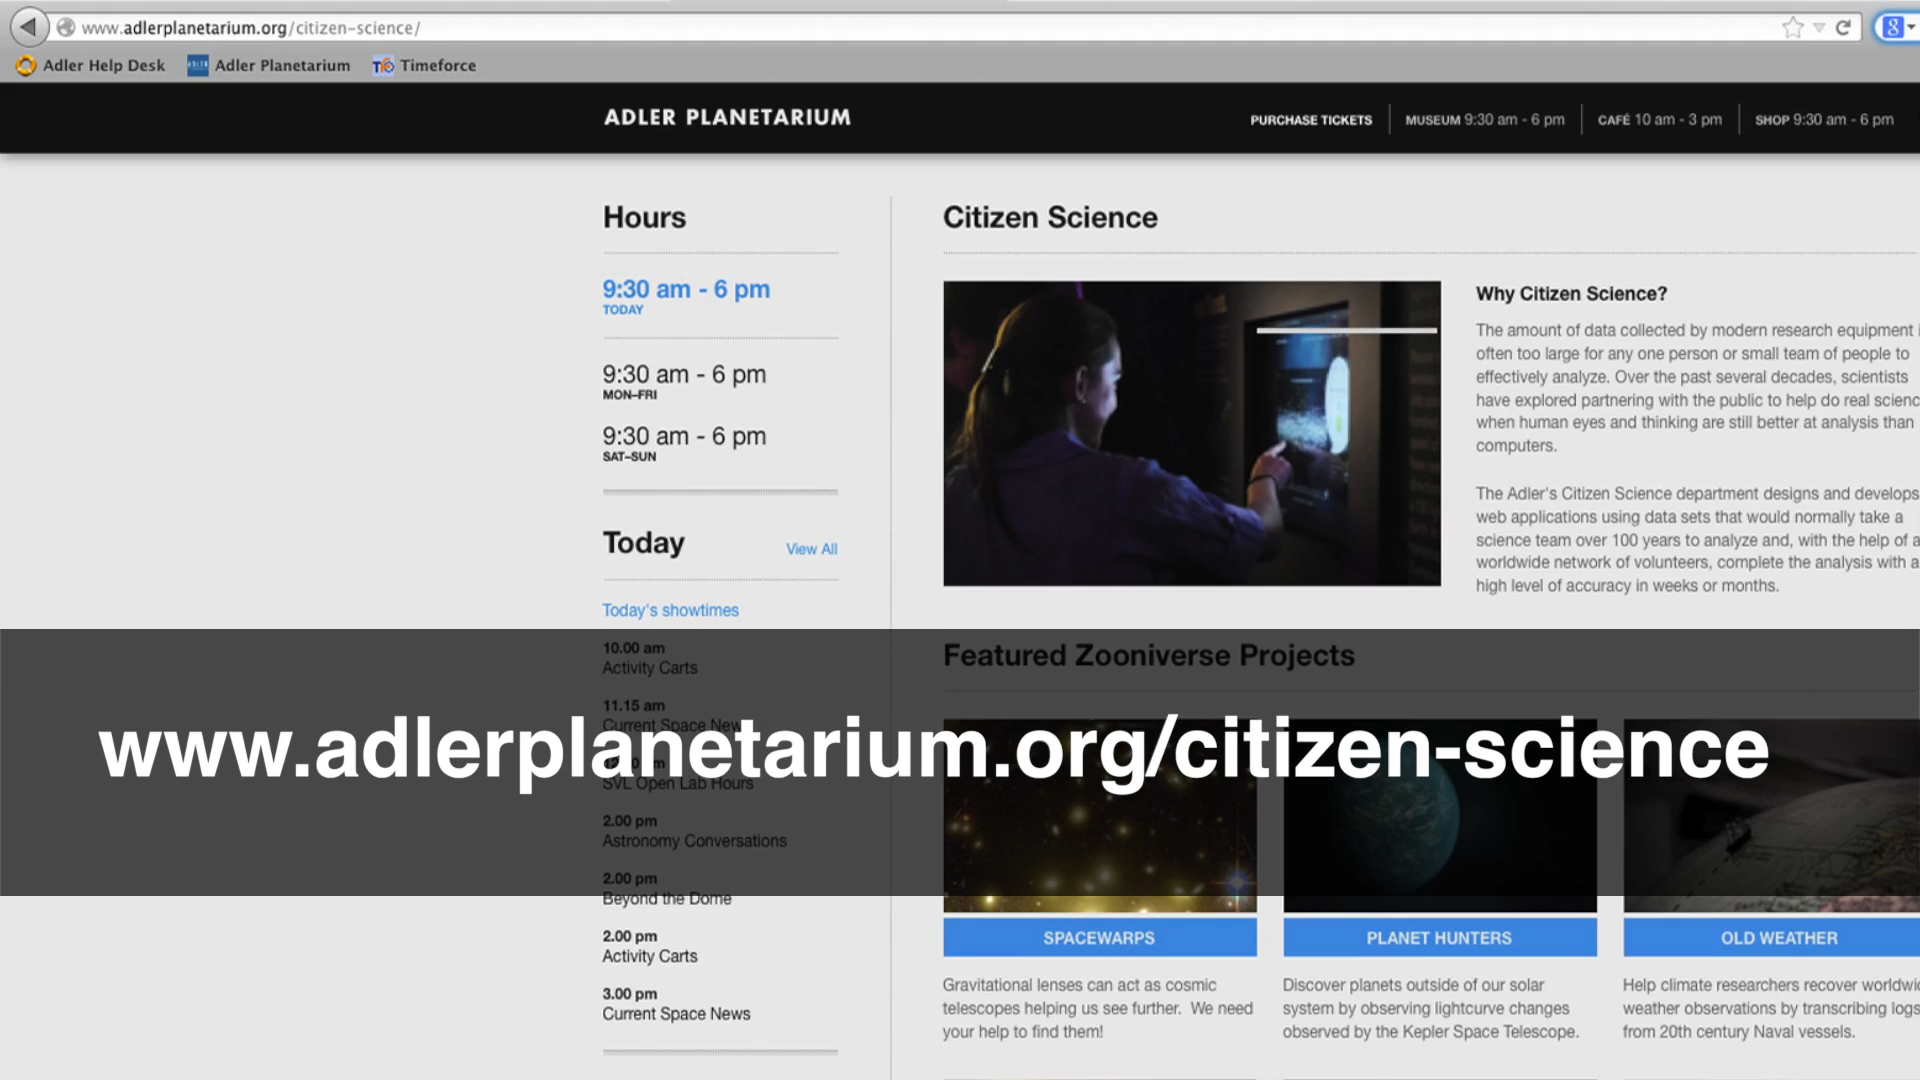 www.adlerplanetarium.org/citizen-science/
Adler Help Desk
Adler Planetarium
Timeforce
ADLER PLANETARIUM
PURCHASE TICKETS
MUSEUM 9:30 am - 6 pm
CAFÉ 10 am - 3 pm
SHOP 9:30 am - 6 pm
Hours
9:30 am - 6 pm
TODAY
9:30 am - 6 pm
MON–FRI
9:30 am - 6 pm
SAT–SUN
Today
View All
Today's showtimes
10.00 am
Activity Carts
11.15 am
Current Space News
SVL Open Lab Hours
2.00 pm
Astronomy Conversations
2.00 pm
Beyond the Dome
2.00 pm
Activity Carts
3.00 pm
Current Space News
Citizen Science
Why Citizen Science?
The amount of data collected by modern research equipment
often too large for any one person or small team of people to
effectively analyze. Over the past several decades, scientists
have explored partnering with the public to help do real scienc
when human eyes and thinking are still better at analysis than
computers.
The Adler's Citizen Science department designs and develops
web applications using data sets that would normally take a
science team over 100 years to analyze and, with the help of a
worldwide network of volunteers, complete the analysis with a
high level of accuracy in weeks or months.
Featured Zooniverse Projects
www.adlerplanetarium.org/citizen-science
SPACEWARPS
Gravitational lenses can act as cosmic
telescopes helping us see further. We need
your help to find them!
PLANET HUNTERS
Discover planets outside of our solar
system by observing lightcurve changes
observed by the Kepler Space Telescope.
OLD WEATHER
Help climate researchers recover worldwi
weather observations by transcribing logs
from 20th century Naval vessels.